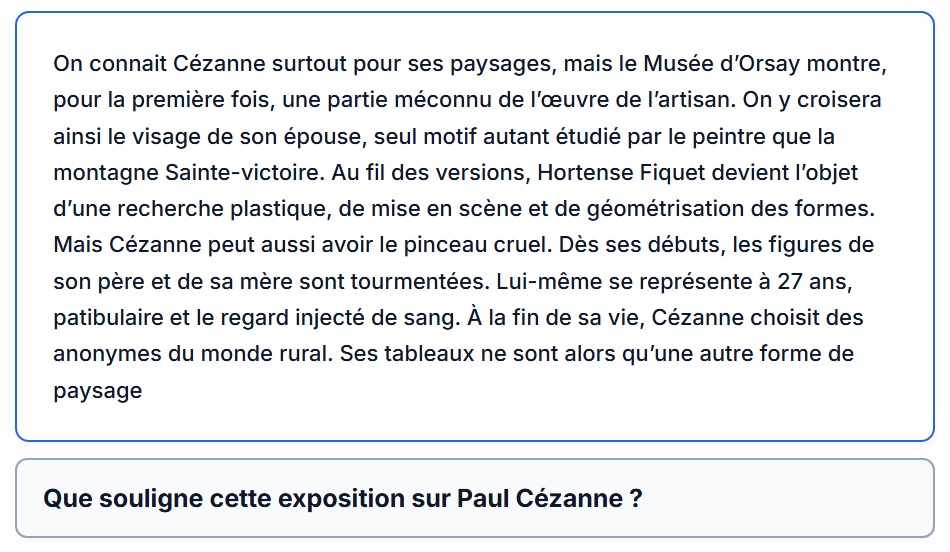 On connait Cézanne surtout pour ses paysages, mais le Musée d’Orsay montre,
pour la première fois, une partie méconnu de l’œuvre de l’artisan. On y croisera
ainsi le visage de son épouse, seul motif autant étudié par le peintre que la
montagne Sainte-victoire. Au fil des versions, Hortense Fiquet devient l’objet
d’une recherche plastique, de mise en scène et de géométrisation des formes.
Mais Cézanne peut aussi avoir le pinceau cruel. Dès ses débuts, les figures de
son père et de sa mère sont tourmentées. Lui-même se représente à 27 ans,
patibulaire et le regard injecté de sang. À la fin de sa vie, Cézanne choisit des
anonymes du monde rural. Ses tableaux ne sont alors qu’une autre forme de
paysage
Que souligne cette exposition sur Paul Cézanne ?